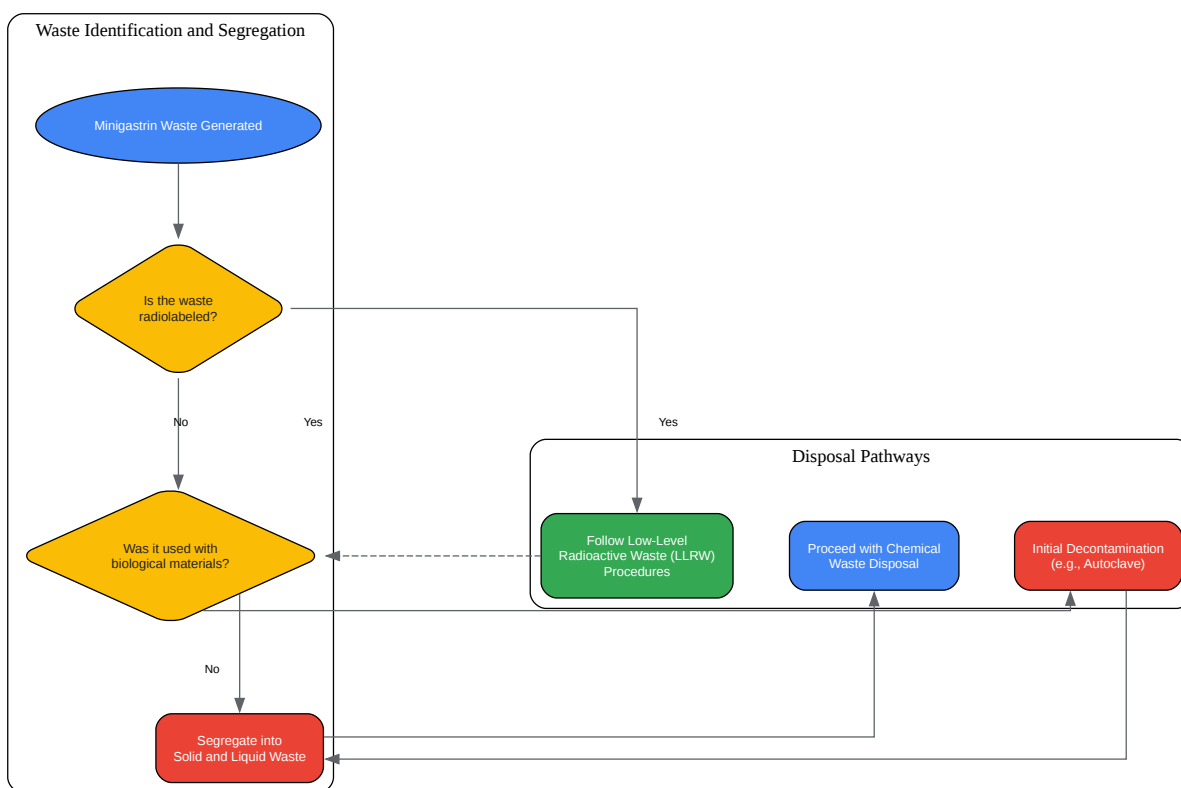 Waste Identification and Segregation
Minigastrin Waste Generated
Is the waste
radiolabeled?
No
Yes
Yes
Disposal Pathways
Was it used with
biological materials?
Follow Low-Level
Radioactive Waste (LLRW)
Procedures
Proceed with Chemical
Waste Disposal
Initial Decontamination
(e.g., Autoclave)
No
Segregate into
Solid and Liquid Waste